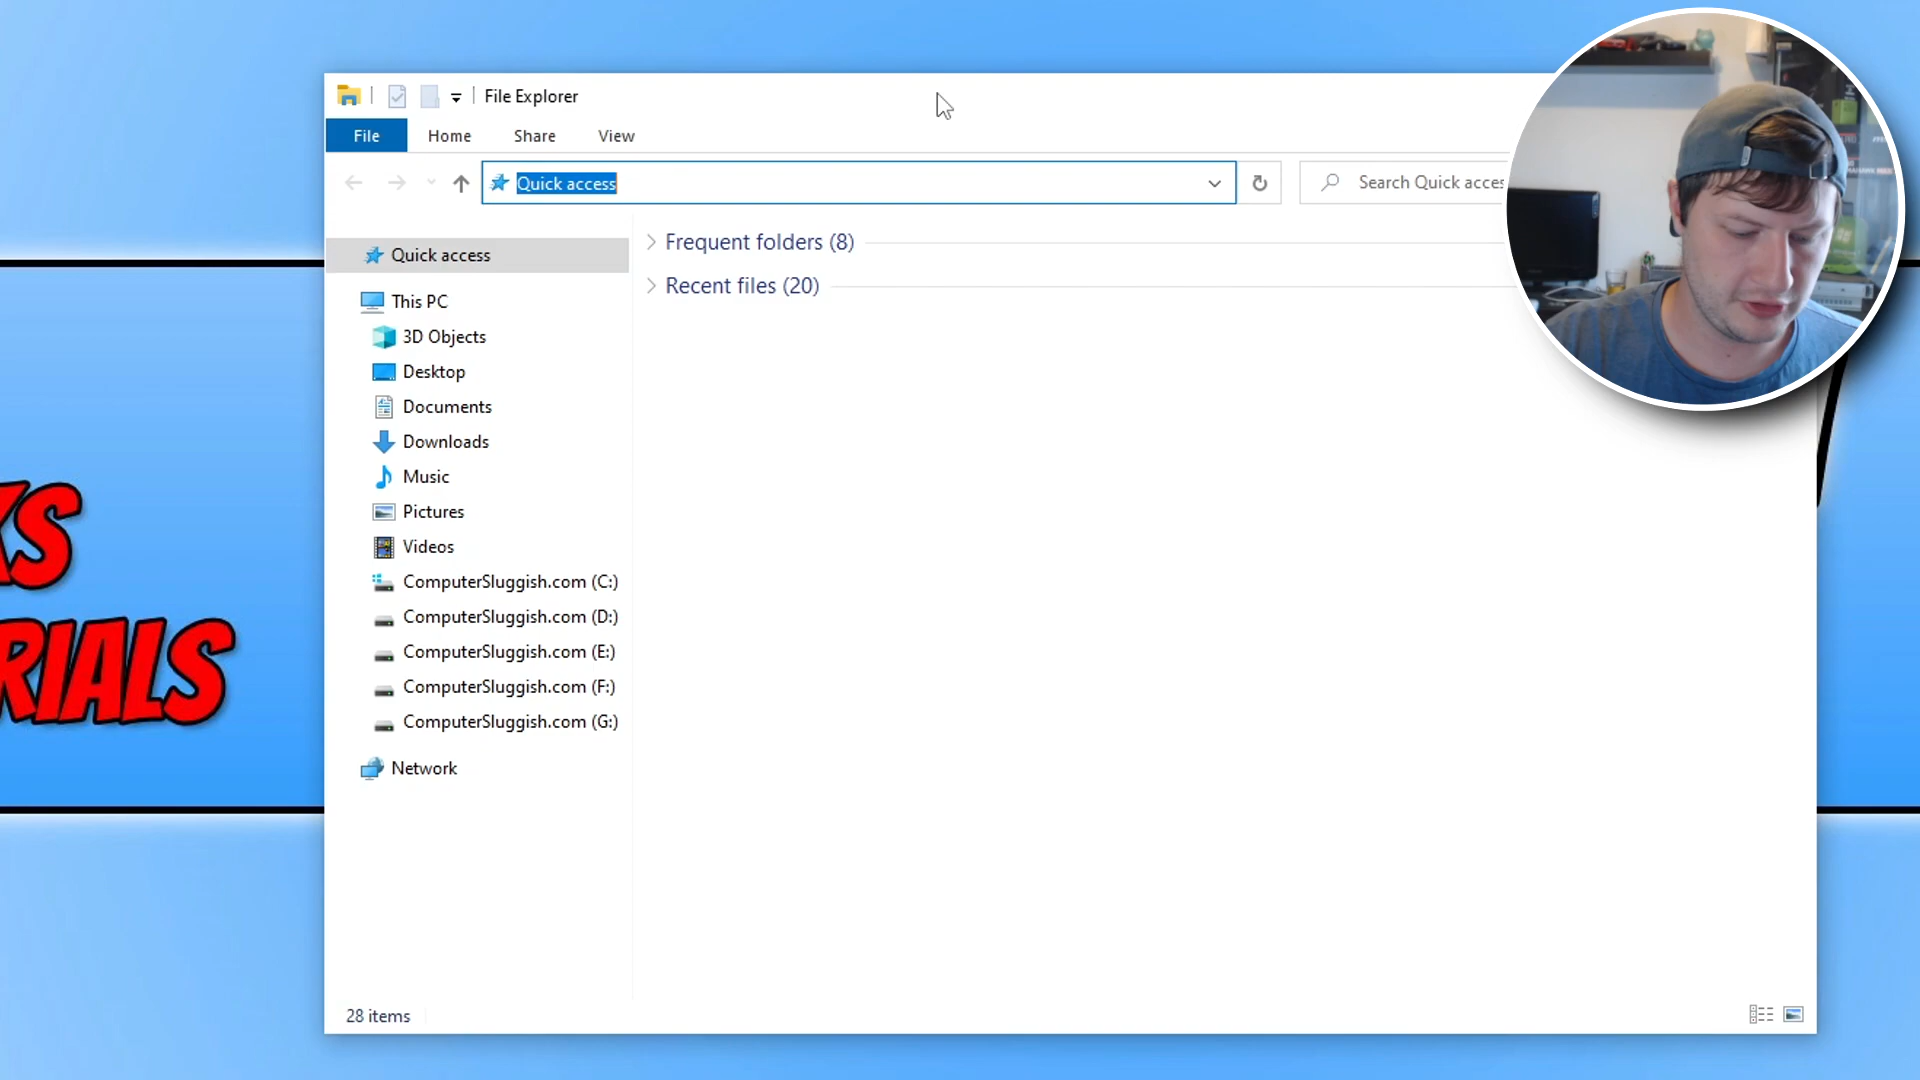 File Explorer
File Home Share View
Quick access
Search Quick acces
Quick access
Frequent folders (8)
Recent files (20)
This PC
3D Objects
Desktop
Documents
Downloads
Music
Pictures
Videos
ComputerSluggish.com (C:)
ComputerSluggish.com (D:)
ComputerSluggish.com (E:)
ComputerSluggish.com (F:)
ComputerSluggish.com (G:)
Network
28 items
KS
RIALS